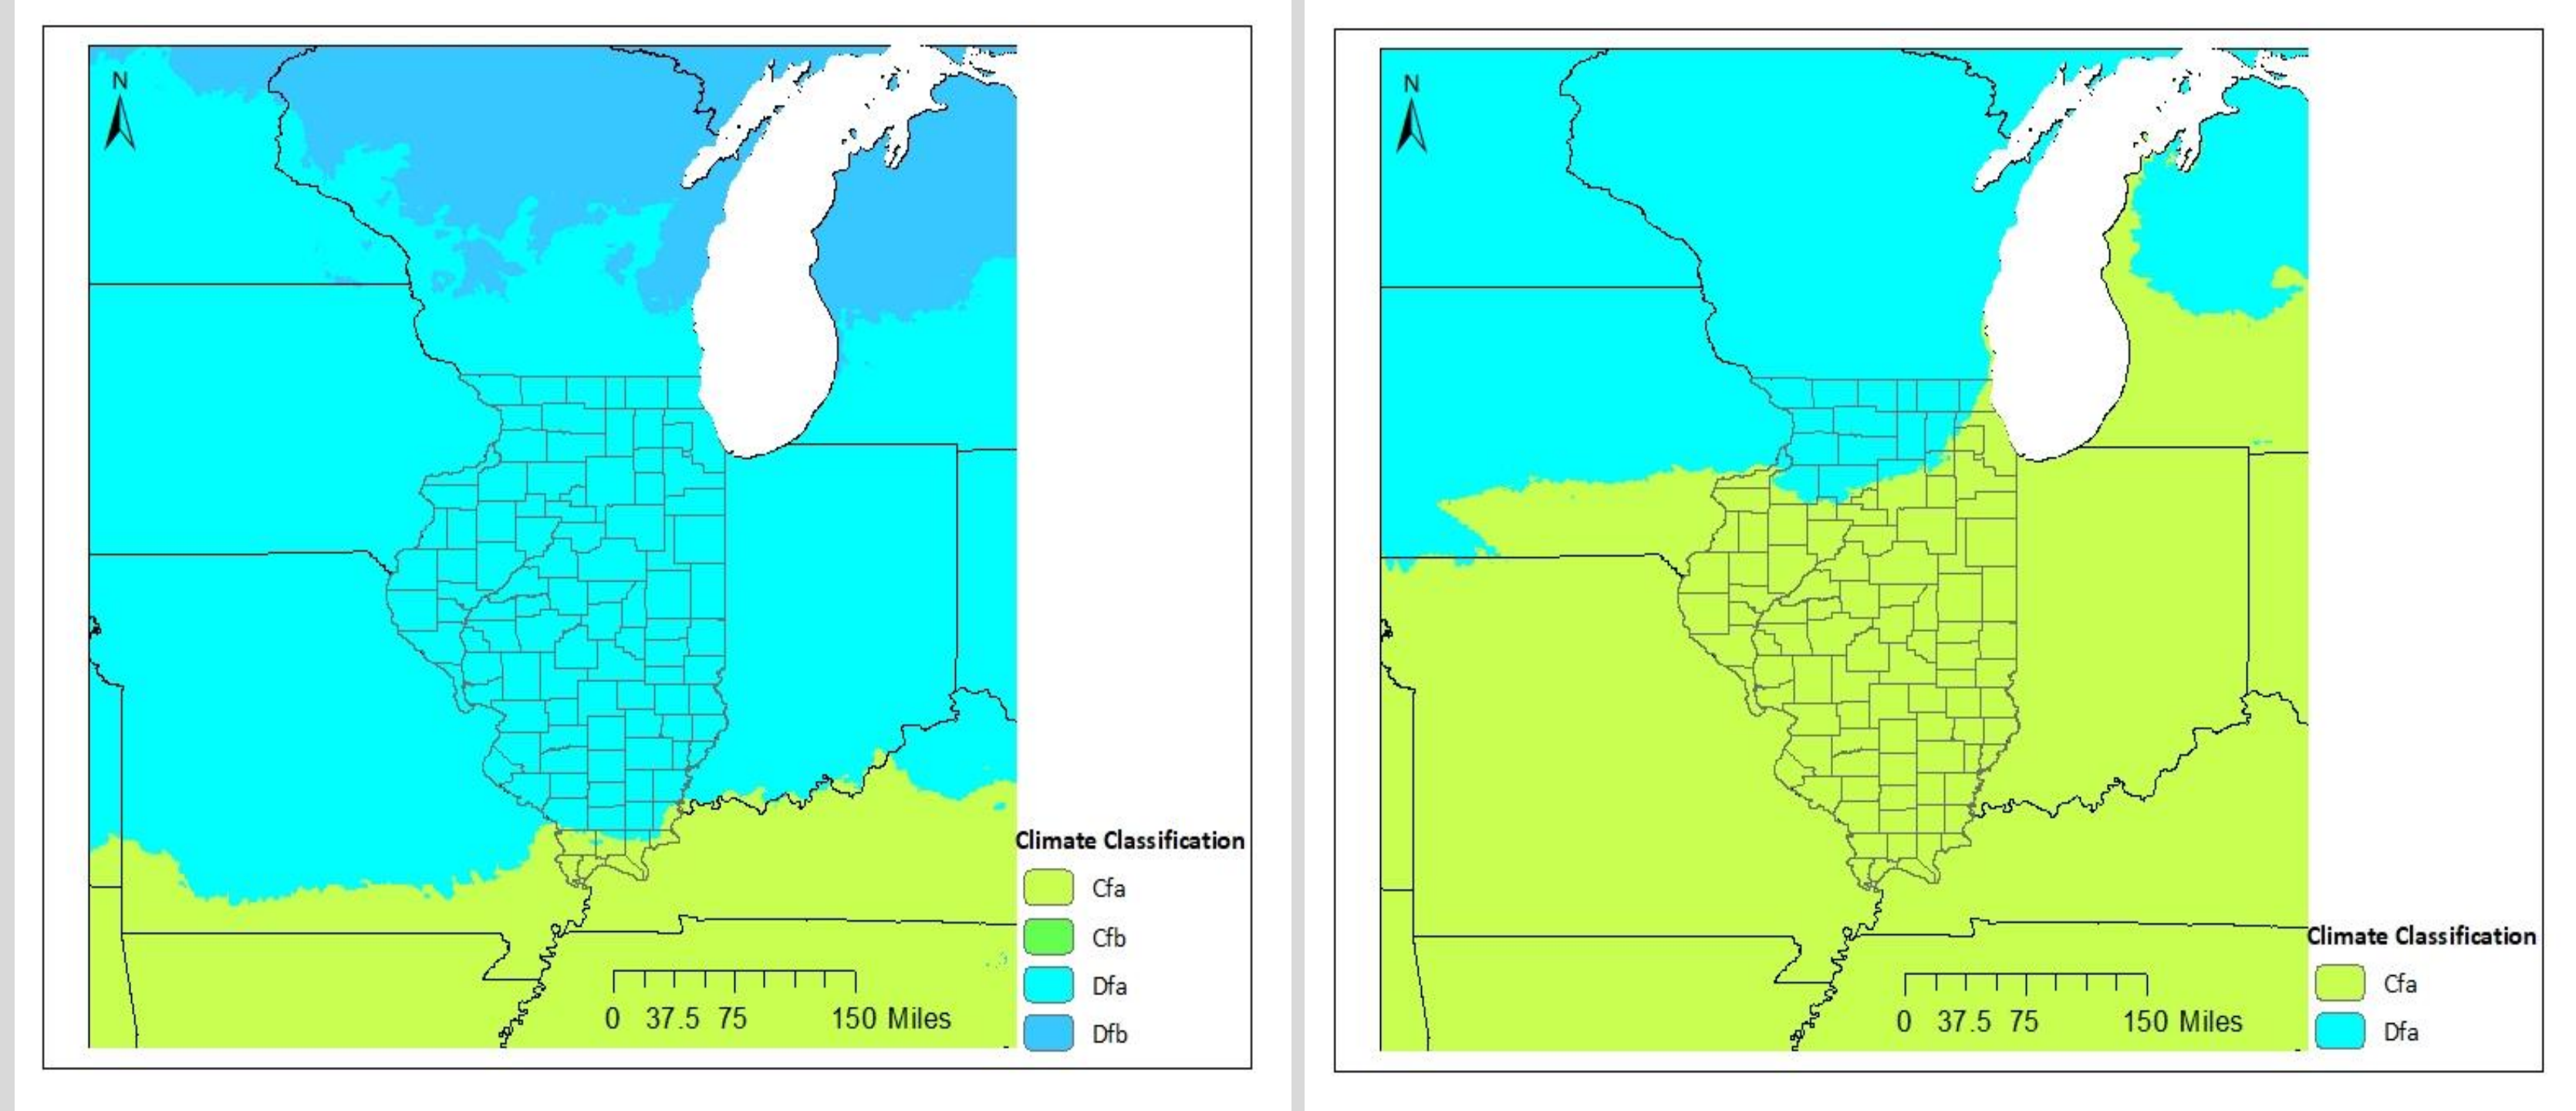 N
Climate Classification
Cfa
Cfb
Dfa
Dfb
0 37.5 75 150 Miles
N
Climate Classification
Cfa
Dfa
0 37.5 75 150 Miles